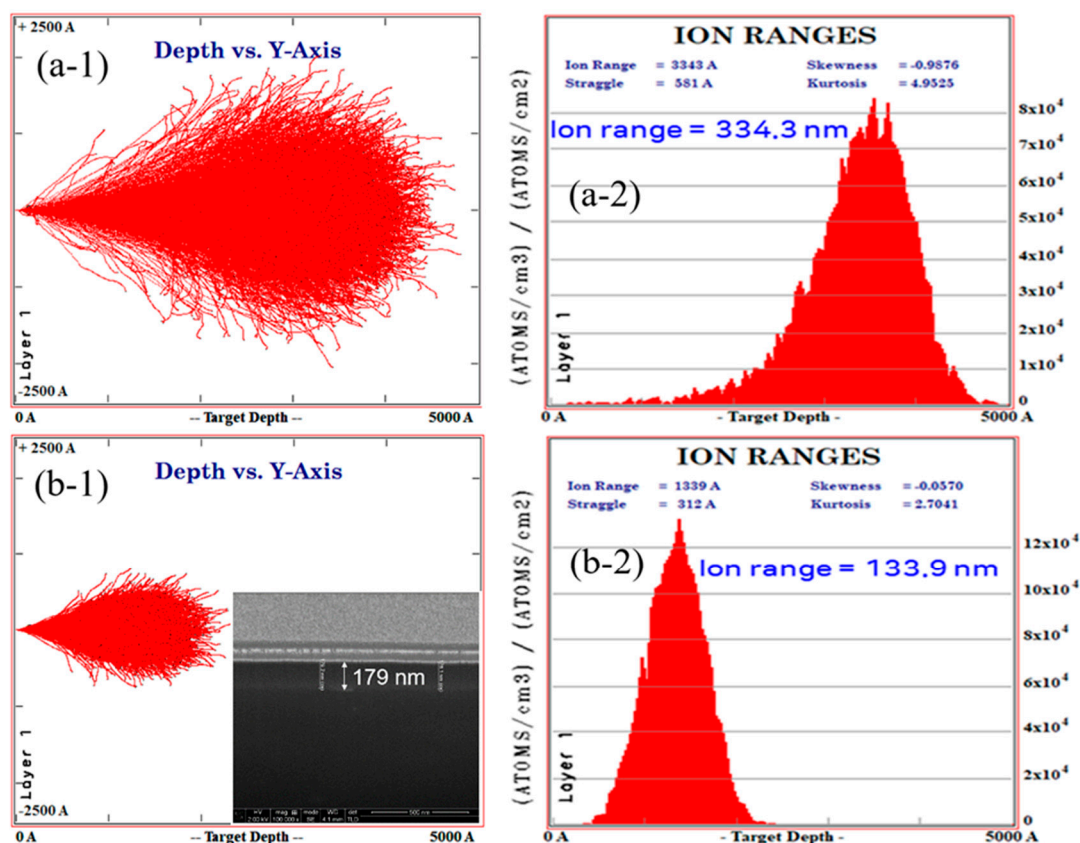 + 2500 A
(a-1)
Depth vs. Y-Axis
Layer 1
-2500 A
0 A
-- Target Depth --
5000 A
ION RANGES
Ion Range = 3343 A
Skewness = -0.9876
Straggle = 581 A
Kurtosis = 4.9525
Ion range = 334.3 nm
(a-2)
(ATOMS/cm3) / (ATOMS/cm2)
Layer 1
8x10⁴
7x10⁴
6x10⁴
5x10⁴
4x10⁴
3x10⁴
2x10⁴
1x10⁴
0
0 A
- Target Depth -
5000 A
+ 2500 A
(b-1)
Depth vs. Y-Axis
Layer 1
-2500 A
179 nm
0 A
-- Target Depth --
5000 A
ION RANGES
Ion Range = 1339 A
Skewness = -0.0570
Straggle = 312 A
Kurtosis = 2.7041
(b-2)
Ion range = 133.9 nm
(ATOMS/cm3) / (ATOMS/cm2)
Layer 1
12x10⁴
10x10⁴
8x10⁴
6x10⁴
4x10⁴
2x10⁴
0
0 A
- Target Depth -
5000 A